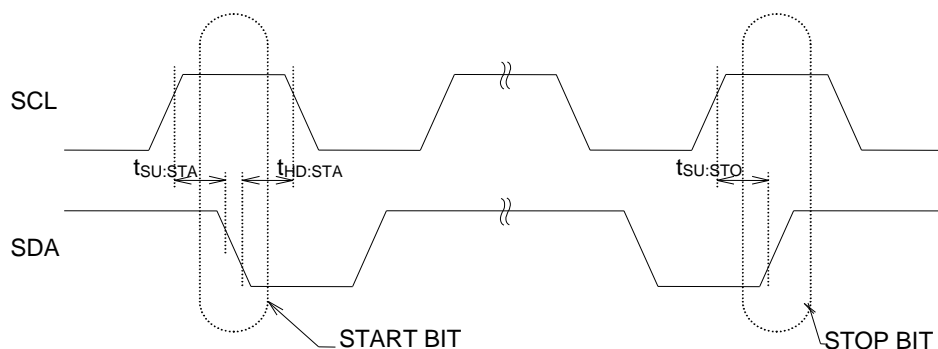 SCL
tSU:STA tHD:STA tSU:STO
SDA
START BIT STOP BIT